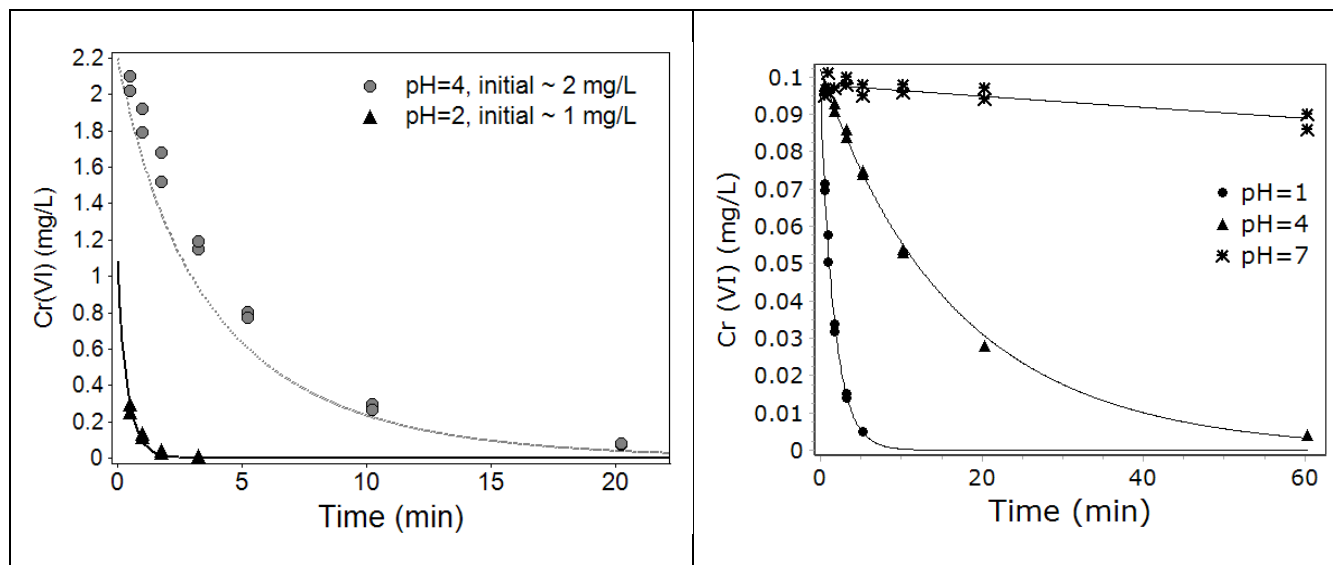 2.2
2
1.8
1.6
1.4
1.2
1
0.8
0.6
0.4
0.2
0
Cr(VI) (mg/L)
pH=4, initial ~ 2 mg/L
pH=2, initial ~ 1 mg/L
0 5 10 15 20
Time (min)
0.1
0.09
0.08
0.07
0.06
0.05
0.04
0.03
0.02
0.01
0
Cr (VI) (mg/L)
pH=1
pH=4
pH=7
0 20 40 60
Time (min)